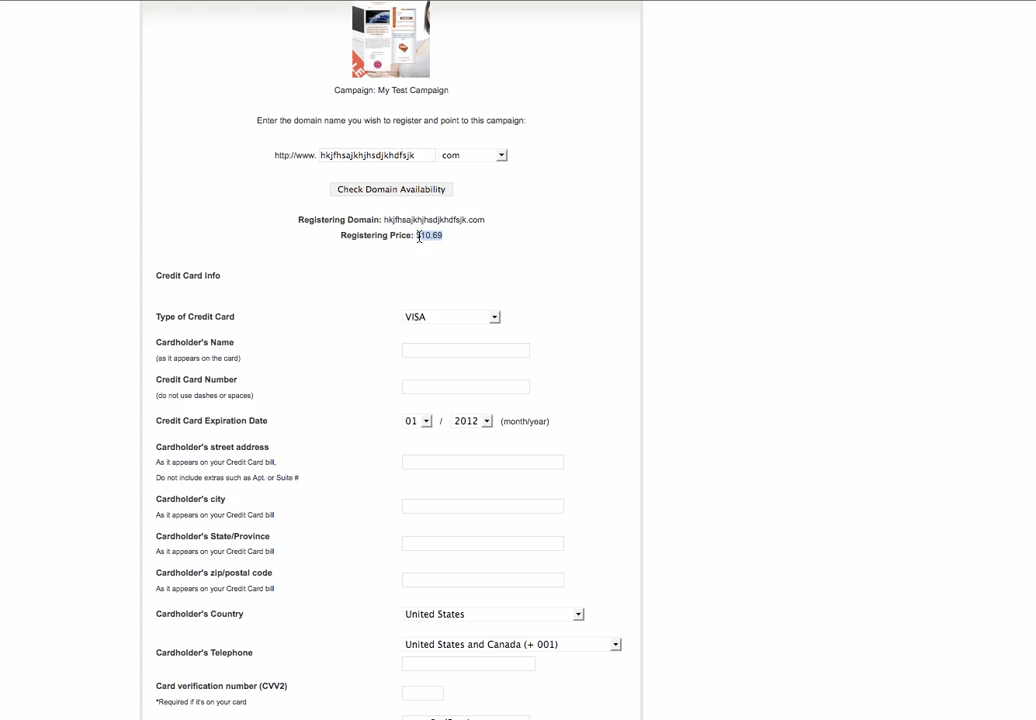 Campaign: My Test Campaign
Enter the domain name you wish to register and point to this campaign:
http://www. hkjfhsajkhjhsdjkhdfsjk com
Check Domain Availability
Registering Domain: hkjfhsajkhjhsdjkhdfsjk.com
Registering Price: $10.69
Credit Card Info
Type of Credit Card VISA
Cardholder's Name
(as it appears on the card)
Credit Card Number
(do not use dashes or spaces)
Credit Card Expiration Date 01 / 2012 (month/year)
Cardholder's street address
As it appears on your Credit Card bill,
Do not include extras such as Apt. or Suite #
Cardholder's city
As it appears on your Credit Card bill
Cardholder's State/Province
As it appears on your Credit Card bill
Cardholder's zip/postal code
As it appears on your Credit Card bill
Cardholder's Country United States
United States and Canada (+ 001)
Cardholder's Telephone
Card verification number (CVV2)
*Required if it's on your card